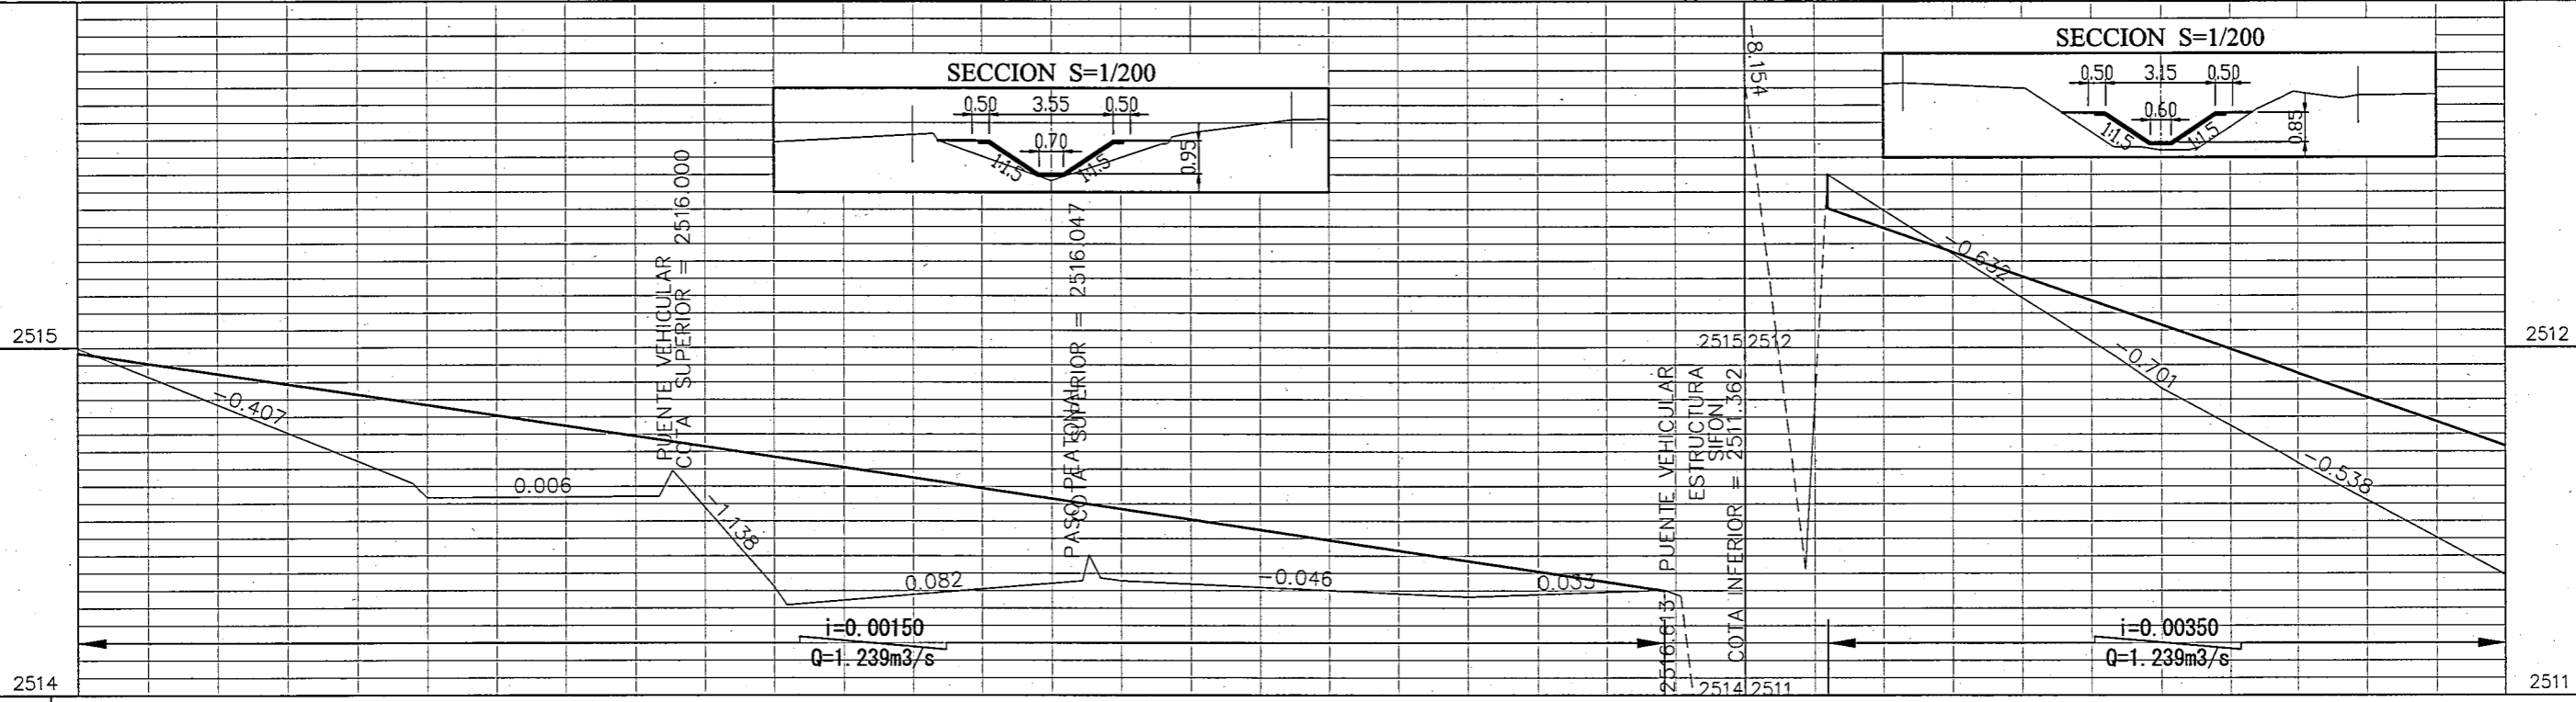 SECCION S=1/200
0.50 3.55 0.50
0.70
1:1.5
1:1.5
0.95
SECCION S=1/200
0.50 3.15 0.50
0.60
1:1.5
1:1.5
0.85
-8.154
PUENTE VEHICULAR
COTA SUPERIOR = 2516.000
PASO PEATONAL
COTA SUPERIOR = 2516.047
2515
2515 2512
2512
-0.407
0.006
-1.138
0.082
-0.046
0.033
-0.632
-0.701
-0.538
2516.613 PUENTE VEHICULAR
ESTRUCTURA
SIFON
COTA INFERIOR = 2511.362
i=0.00150
Q=1.239m3/s
i=0.00350
Q=1.239m3/s
2514
2514 2511
2511